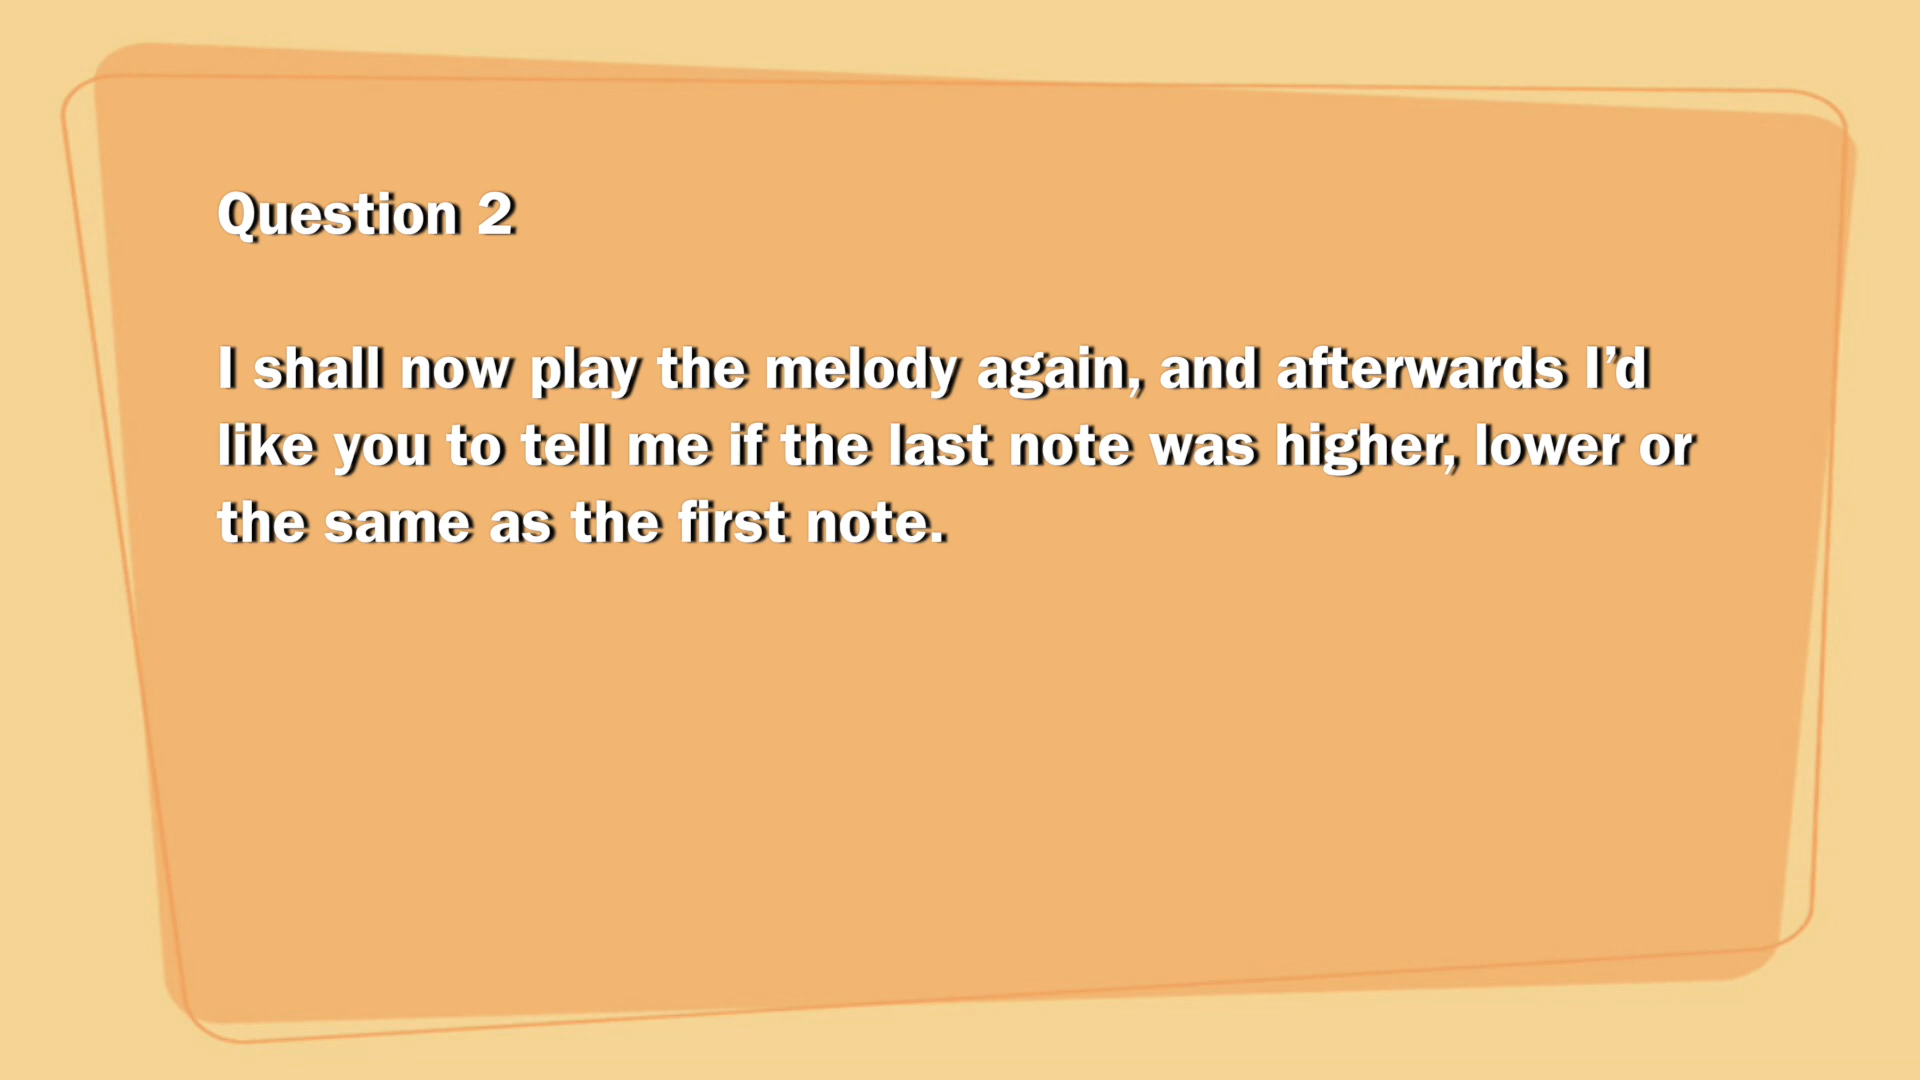 Question 2
I shall now play the melody again, and afterwards I’d
like you to tell me if the last note was higher, lower or
the same as the first note.